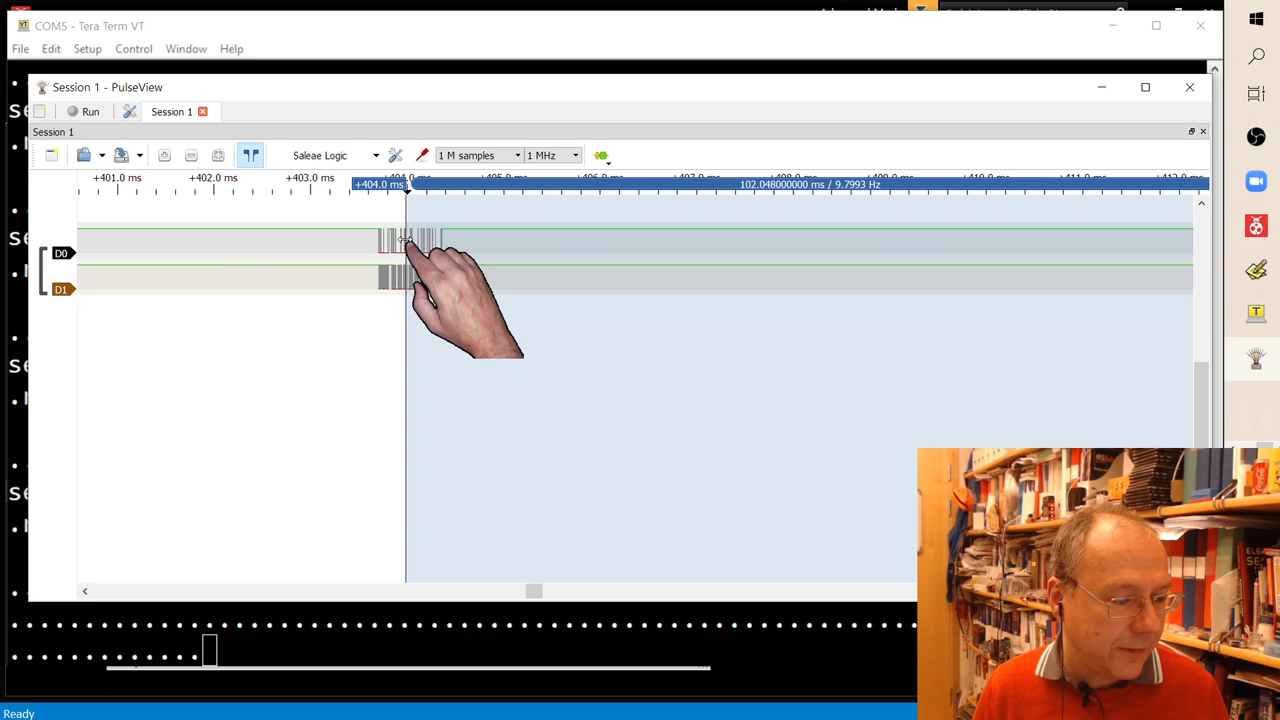 COM5 - Tera Term VT
File Edit Setup Control Window Help
Session 1 - PulseView
Run Session 1
Session 1
Saleae Logic 1 M samples 1 MHz
+401.0 ms +402.0 ms +403.0 ms
+404.0 ms 102.048000000 ms / 9.7993 Hz
D0
D1
Ready